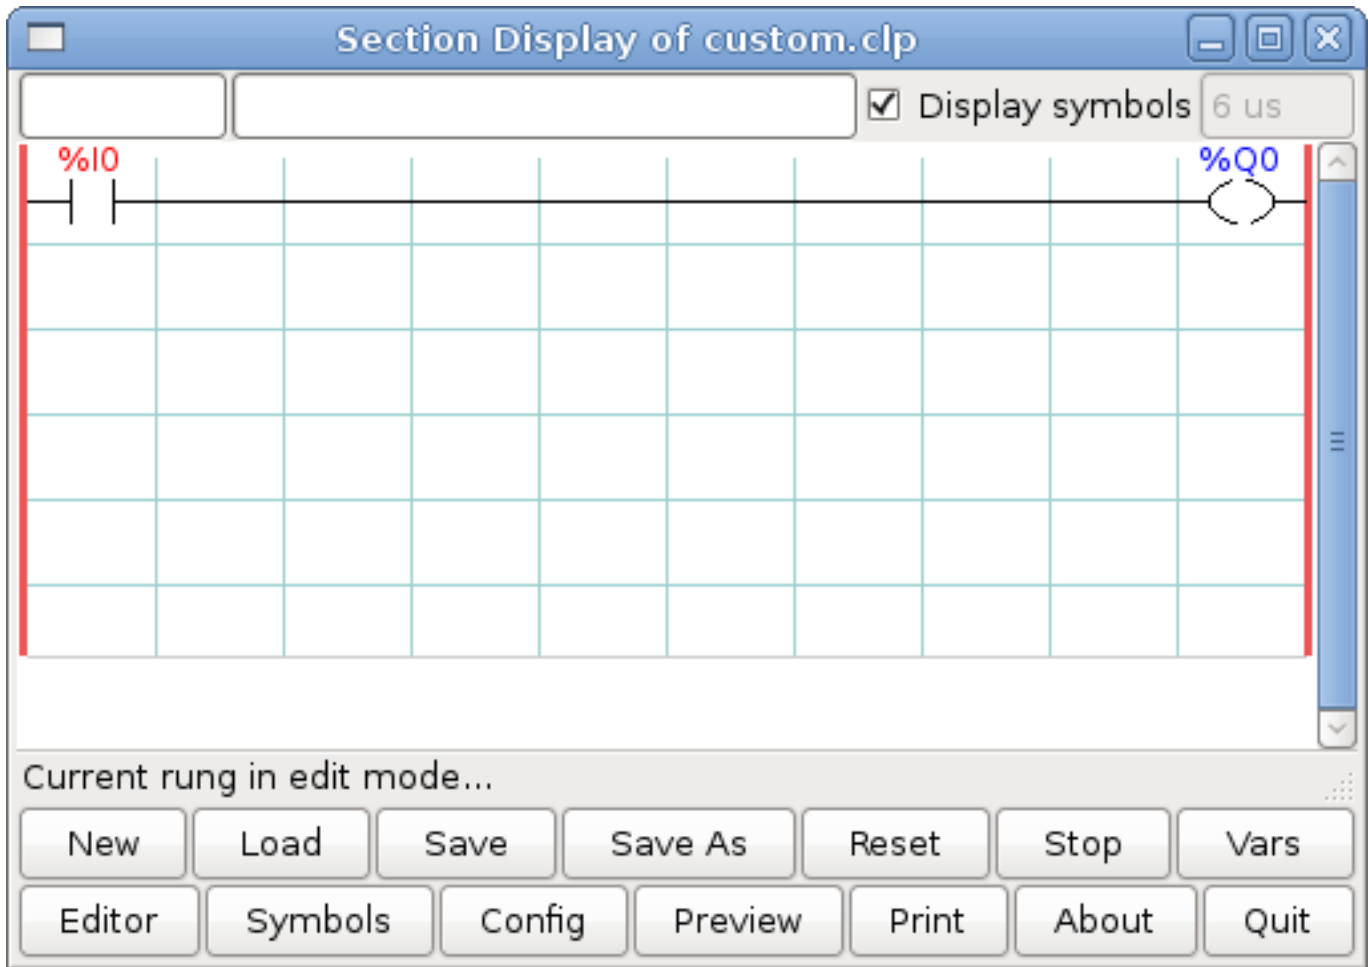 Section Display of custom.clp
Display symbols 6 us
%I0 %Q0
Current rung in edit mode...
New Load Save Save As Reset Stop Vars
Editor Symbols Config Preview Print About Quit